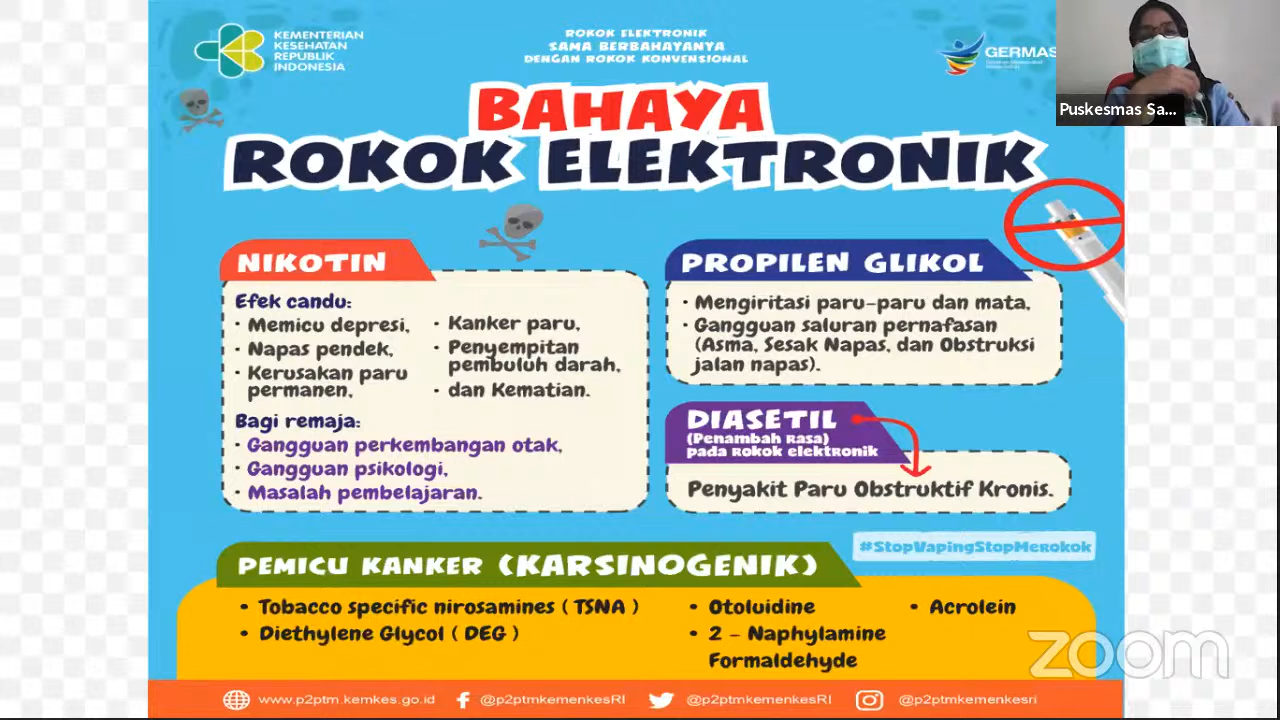 KEMENTERIAN
KESEHATAN
REPUBLIK
INDONESIA
ROKOK ELEKTRONIK
SAMA BERBAHAYANYA
DENGAN ROKOK KONVENSIONAL
GERMAS
Puskesmas Sa...
BAHAYA
ROKOK ELEKTRONIK
NIKOTIN
Efek candu:
• Memicu depresi,
• Napas pendek,
• Kerusakan paru
permanen,
• Kanker paru,
• Penyempitan
pembuluh darah,
• dan Kematian.
Bagi remaja:
• Gangguan perkembangan otak,
• Gangguan psikologi,
• Masalah pembelajaran.
PROPILEN GLIKOL
• Mengiritasi paru-paru dan mata,
• Gangguan saluran pernafasan
(Asma, Sesak Napas, dan Obstruksi
jalan napas).
DIASETIL
(Penambah Rasa)
pada Rokok elektronik
Penyakit Paru Obstruktif Kronis.
#StopVapingStopMerokok
PEMICU KANKER (KARSINOGENIK)
• Tobacco specific nirosamines ( TSNA )
• Diethylene Glycol ( DEG )
• Otoluidine
• 2 - Naphylamine
Formaldehyde
• Acrolein
zoom
www.p2ptm.kemkes.go.id
@p2ptmkemenkesRI
@p2ptmkemenkesRI
@p2ptmkemenkesri